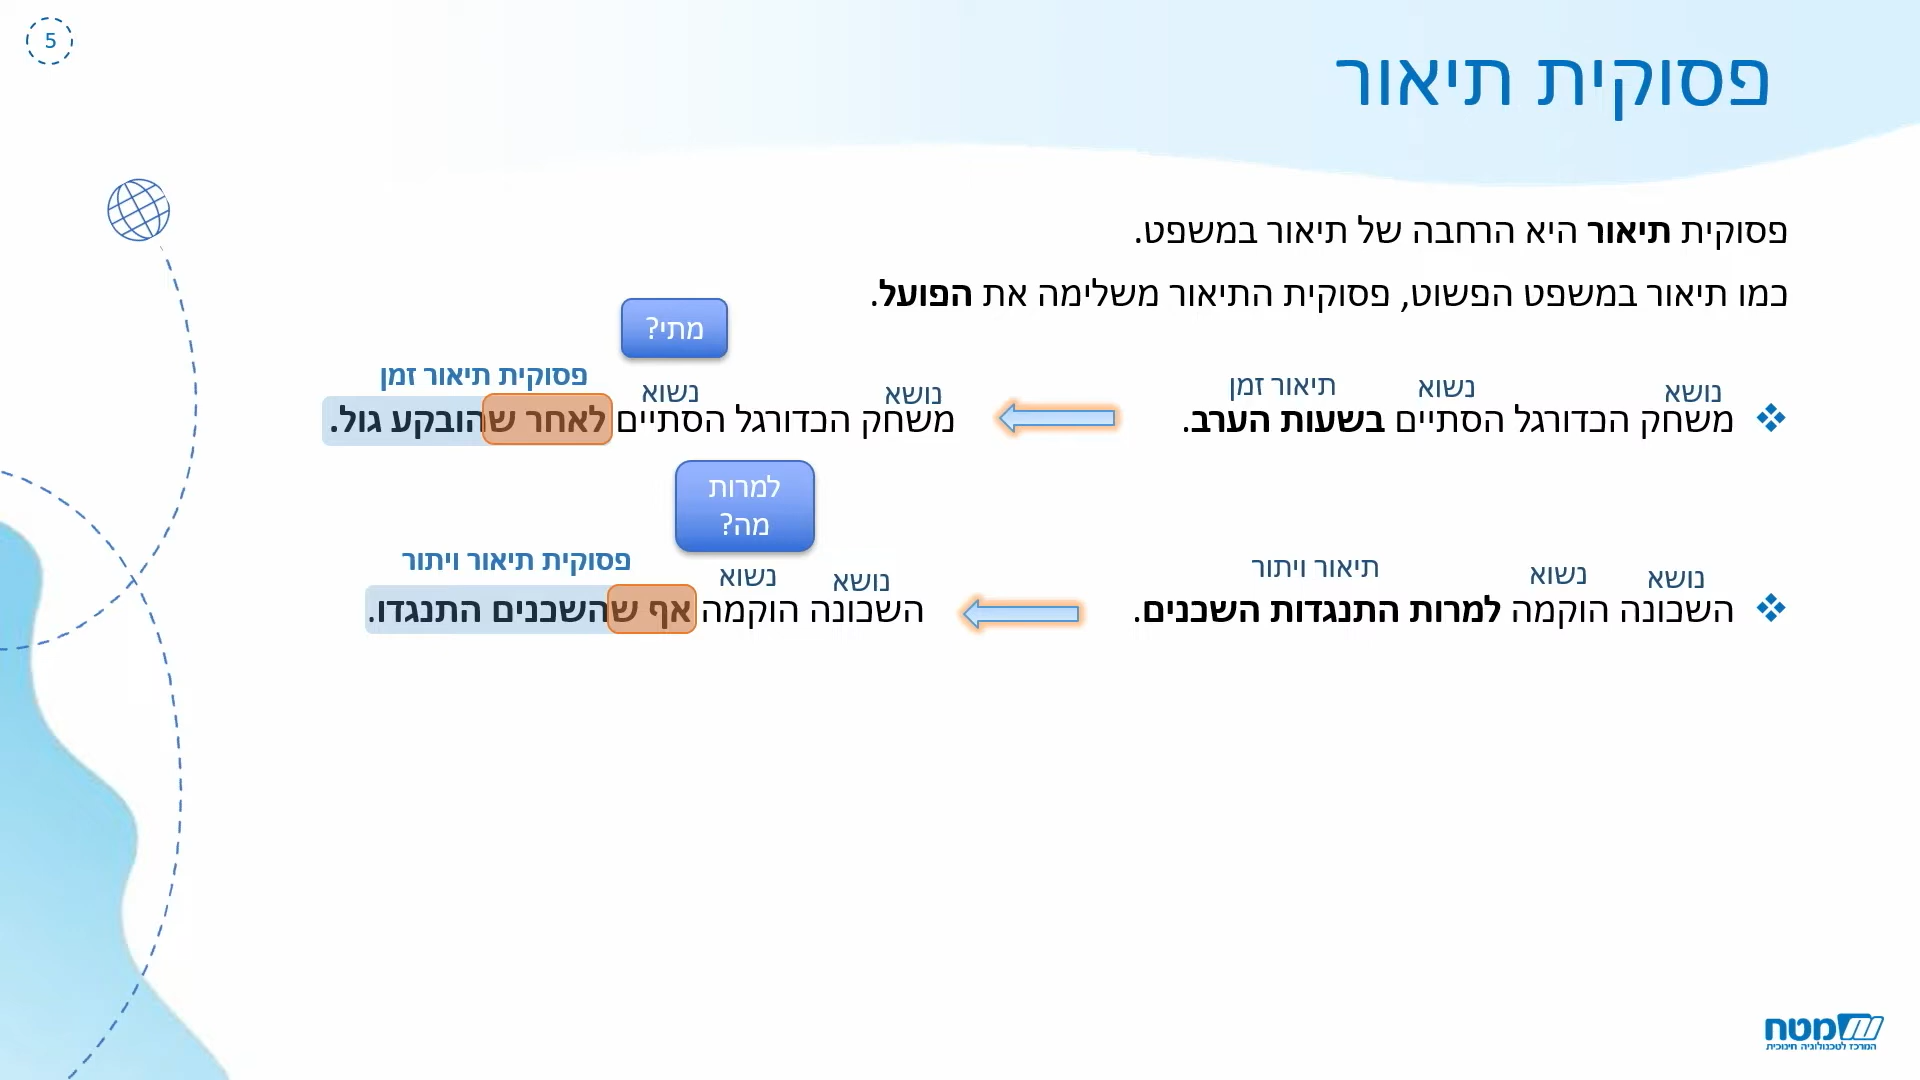 5
פסוקית תיאור
פסוקית תיאור היא הרחבה של תיאור במשפט.
כמו תיאור במשפט הפשוט, פסוקית התיאור משלימה את הפועל.
מתי?
נושא נשוא תיאור זמן
משחק הכדורגל הסתיים בשעות הערב.
נושא נשוא פסוקית תיאור זמן
משחק הכדורגל הסתיים לאחר שהובקע גול.
למרות
מה?
נושא נשוא תיאור ויתור
השכונה הוקמה למרות התנגדות השכנים.
נושא נשוא פסוקית תיאור ויתור
השכונה הוקמה אף שהשכנים התנגדו.
מטח
המרכז לטכנולוגיה חינוכית